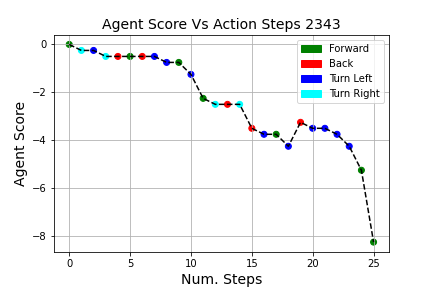 Agent Score Vs Action Steps 2343
Agent Score
0
−2
−4
−6
−8
Forward
Back
Turn Left
Turn Right
0 5 10 15 20 25
Num. Steps